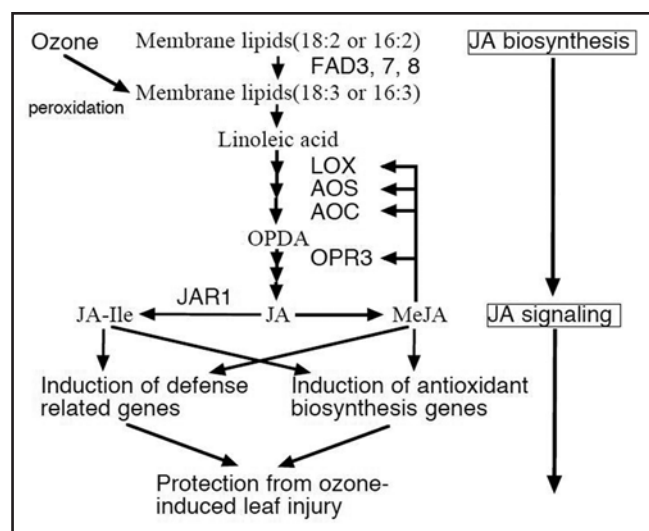 Ozone
Membrane lipids(18:2 or 16:2)
JA biosynthesis
FAD3, 7, 8
peroxidation
Membrane lipids(18:3 or 16:3)
Linoleic acid
LOX
AOS
AOC
OPDA
OPR3
JAR1
JA-Ile
JA
MeJA
JA signaling
Induction of defense
related genes
Induction of antioxidant
biosynthesis genes
Protection from ozone-
induced leaf injury